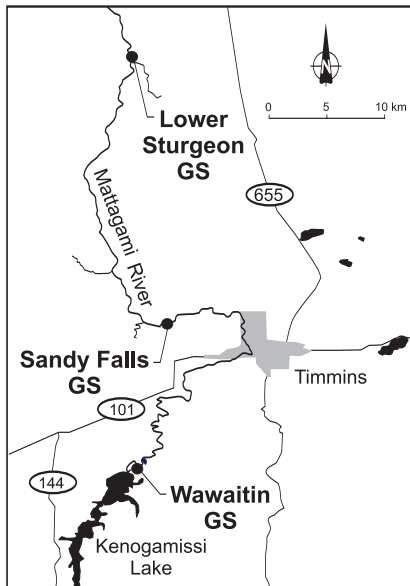 N
0 5 10 km
Lower
Sturgeon
GS
655
Mattagami River
Sandy Falls
GS
Timmins
101
144
Wawaitin
GS
Kenogamissi
Lake